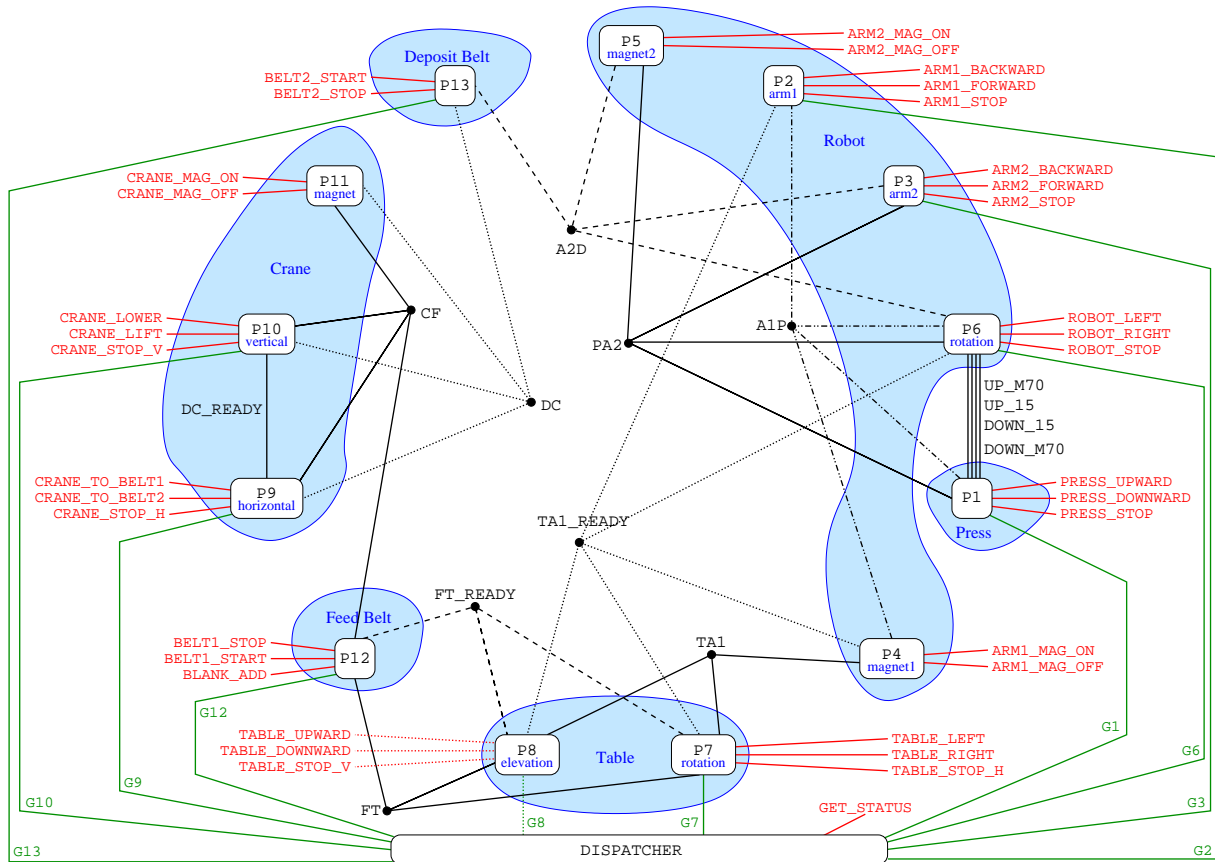 P5
magnet2
ARM2_MAG_ON
ARM2_MAG_OFF
Deposit Belt
P13
BELT2_START
BELT2_STOP
P2
arm1
ARM1_BACKWARD
ARM1_FORWARD
ARM1_STOP
Robot
CRANE_MAG_ON
CRANE_MAG_OFF
P11
magnet
P3
arm2
ARM2_BACKWARD
ARM2_FORWARD
ARM2_STOP
A2D
Crane
CF
CRANE_LOWER
CRANE_LIFT
CRANE_STOP_V
P10
vertical
A1P
PA2
P6
rotation
ROBOT_LEFT
ROBOT_RIGHT
ROBOT_STOP
DC_READY
DC
UP_M70
UP_15
DOWN_15
DOWN_M70
CRANE_TO_BELT1
CRANE_TO_BELT2
CRANE_STOP_H
P9
horizontal
P1
Press
PRESS_UPWARD
PRESS_DOWNWARD
PRESS_STOP
TA1_READY
FT_READY
Feed Belt
P12
BELT1_STOP
BELT1_START
BLANK_ADD
TA1
P4
magnet1
ARM1_MAG_ON
ARM1_MAG_OFF
G12
TABLE_UPWARD
TABLE_DOWNWARD
TABLE_STOP_V
P8
elevation
Table
P7
rotation
TABLE_LEFT
TABLE_RIGHT
TABLE_STOP_H
G1
G6
G9
G10
FT
G8
G7
GET_STATUS
G3
G13
DISPATCHER
G2